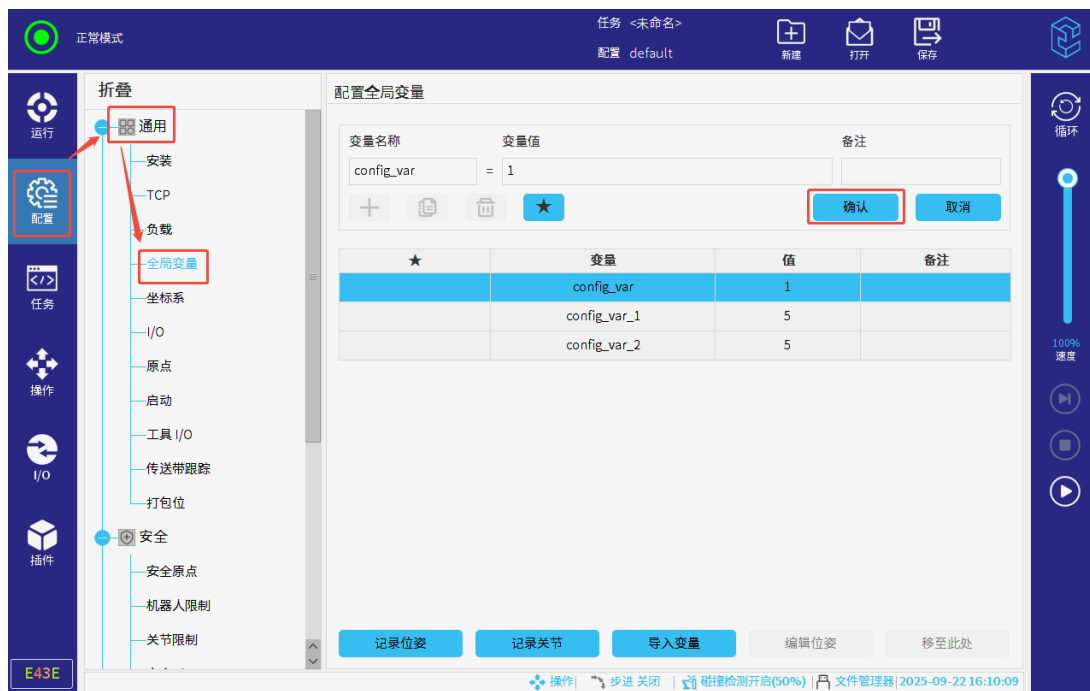 正常模式
任务 <未命名>
配置 default
新建
打开
保存
运行
配置
任务
操作
I/O
插件
E43E
折叠
通用
安装
TCP
负载
全局变量
坐标系
I/O
原点
启动
工具 I/O
传送带跟踪
打包位
安全
安全原点
机器人限制
关节限制
配置全局变量
变量名称 变量值 备注
config_var = 1
确认 取消
★ 变量 值 备注
config_var 1
config_var_1 5
config_var_2 5
记录位姿 记录关节 导入变量 编辑位姿 移至此处
循环
100%
速度
操作| 步进 关闭 | 碰撞检测开启(50%) | 文件管理器|2025-09-22 16:10:09